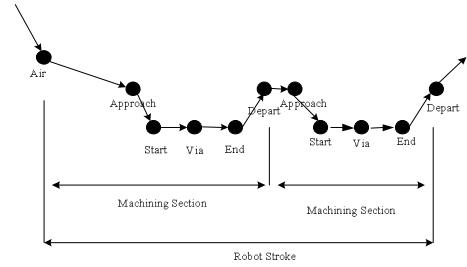 Air
Approach
Depart
Approach
Depart
Start
Via
End
Start
Via
End
Machining Section
Machining Section
Robot Stroke